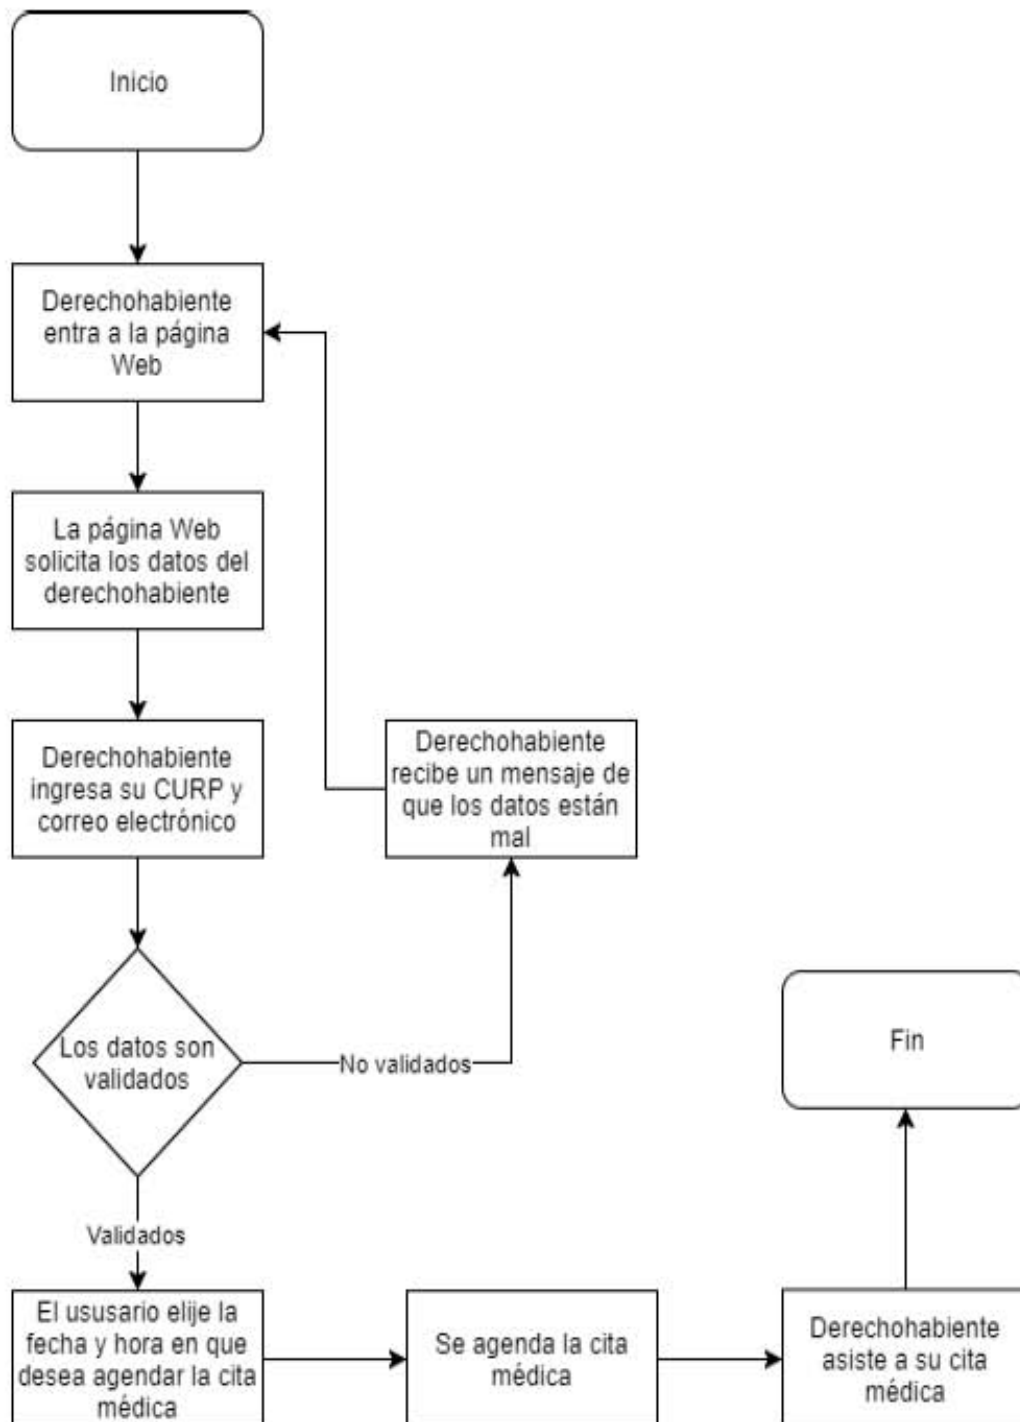 Inicio
Derechohabiente
entra a la página
Web
La página Web
solicita los datos del
derechohabiente
Derechohabiente
ingresa su CURP y
correo electrónico
Derechohabiente
recibe un mensaje de
que los datos están
mal
Los datos son
validados
No validados
Validados
El ususario elije la
fecha y hora en que
desea agendar la cita
médica
Se agenda la cita
médica
Derechohabiente
asiste a su cita
médica
Fin